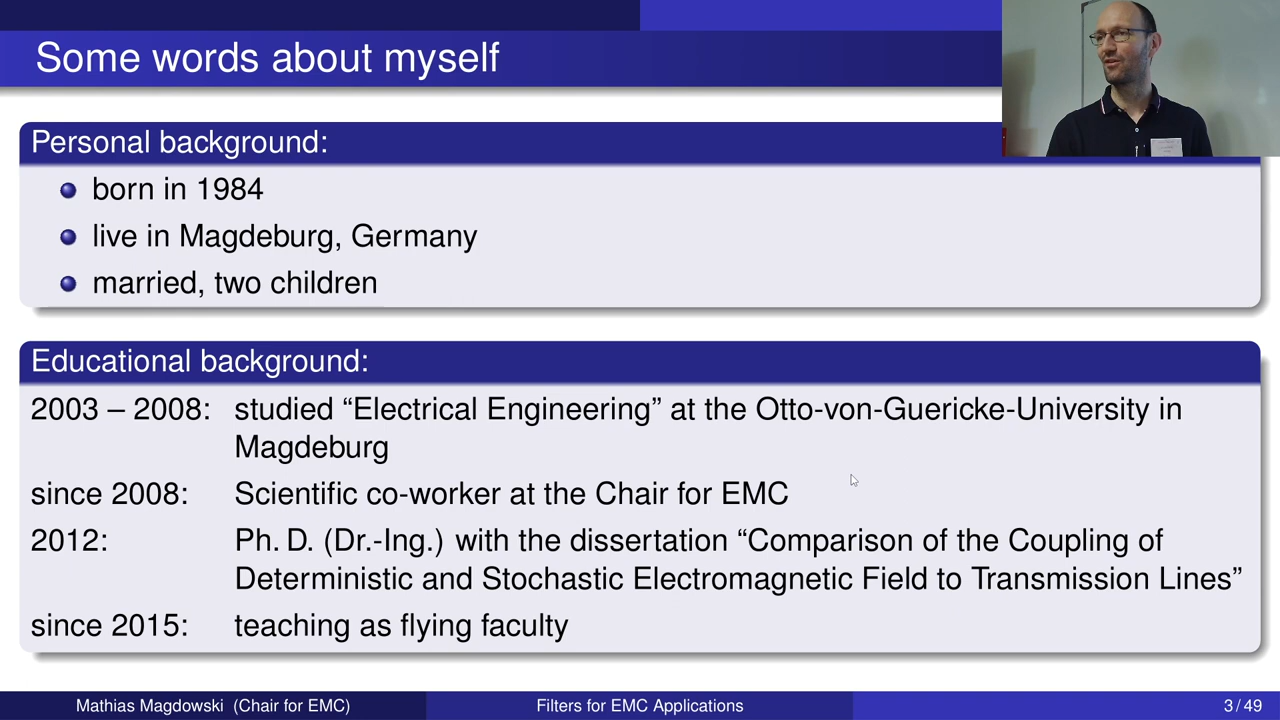 Some words about myself
Personal background:
born in 1984
live in Magdeburg, Germany
married, two children
Educational background:
2003 – 2008: studied “Electrical Engineering” at the Otto-von-Guericke-University in
Magdeburg
since 2008: Scientific co-worker at the Chair for EMC
2012: Ph. D. (Dr.-Ing.) with the dissertation “Comparison of the Coupling of
Deterministic and Stochastic Electromagnetic Field to Transmission Lines”
since 2015: teaching as flying faculty
Mathias Magdowski (Chair for EMC) Filters for EMC Applications 3 / 49